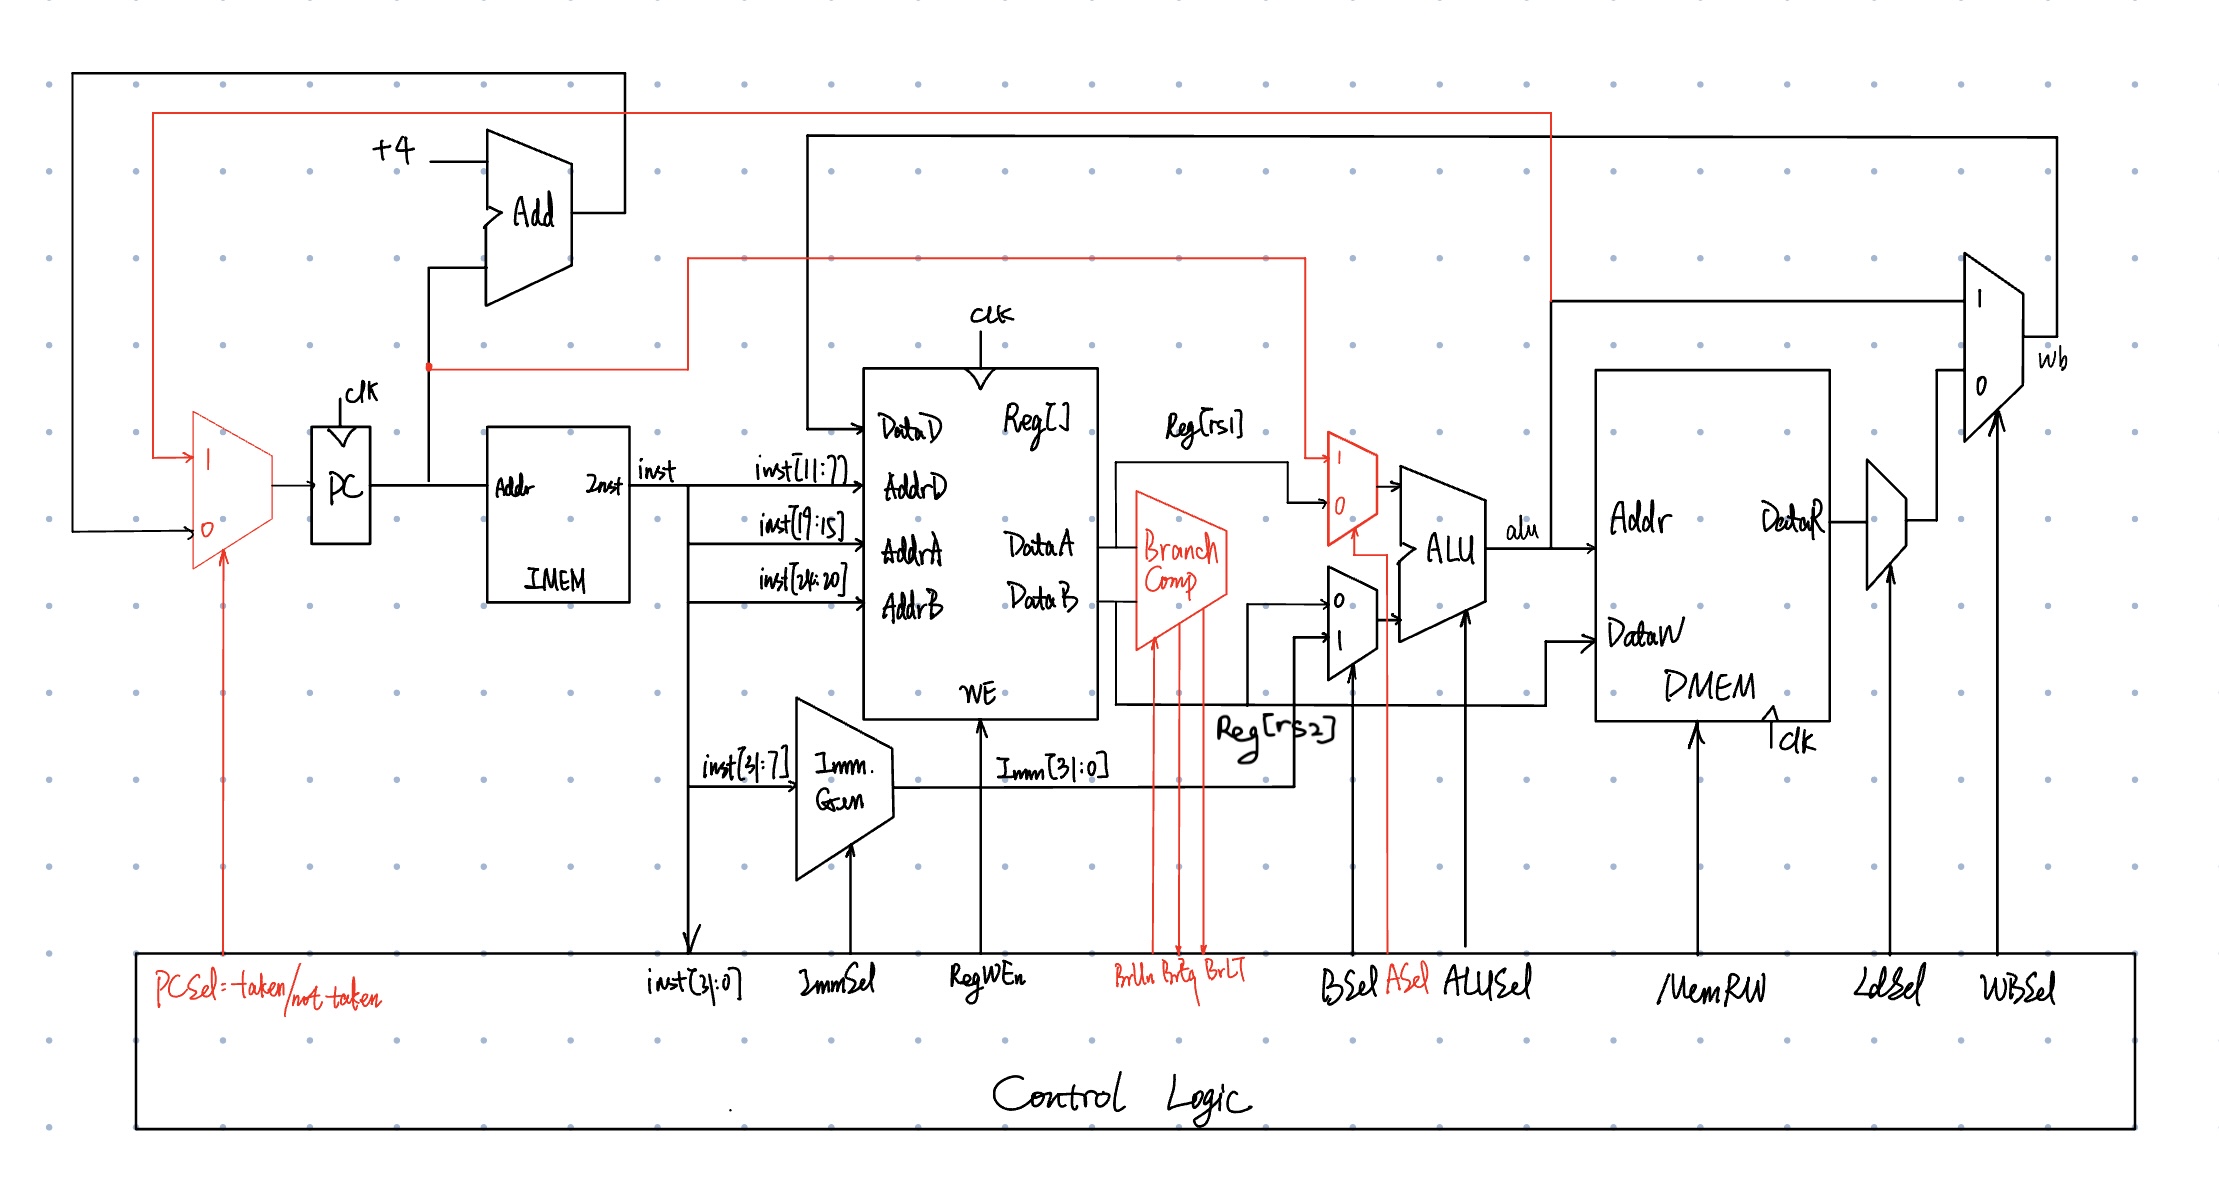 +4
Add
clk
clk
wb
1
0
PC
Addr
Inst
IMEM
inst
inst[11:7]
inst[19:15]
inst[24:20]
DataD
Reg[]
AddrD
AddrA
AddrB
DataA
DataB
WE
Reg[rs1]
Branch
Comp
1
0
0
1
ALU
alu
Addr
DataR
DataW
DMEM
clk
1
0
Reg[rs2]
inst[31:7]
Imm.
Gen
Imm[31:0]
PCSel=taken/not taken
inst[31:0]
ImmSel
RegWEn
BrUn
BrEq
BrLT
BSel
ASel
ALUSel
MemRW
LdSel
WBSel
Control Logic